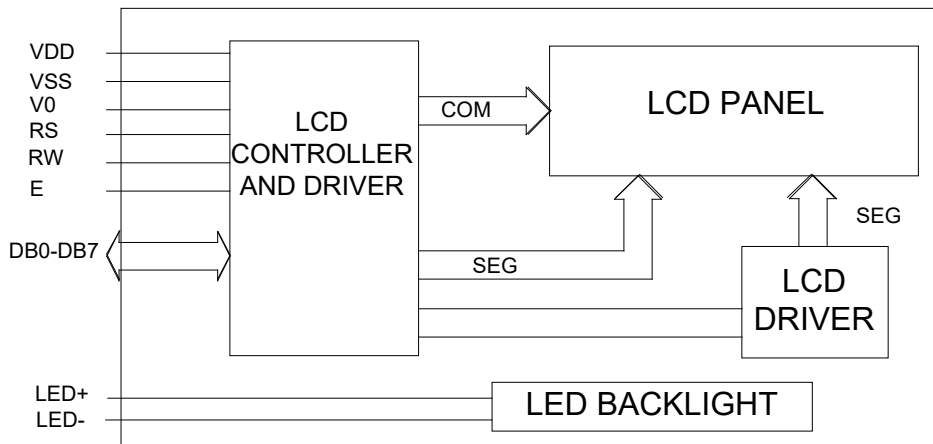 VDD
VSS
V0
RS
RW
E
DB0-DB7
LED+
LED-
LCD
CONTROLLER
AND DRIVER
COM
SEG
LCD PANEL
SEG
LCD
DRIVER
LED BACKLIGHT